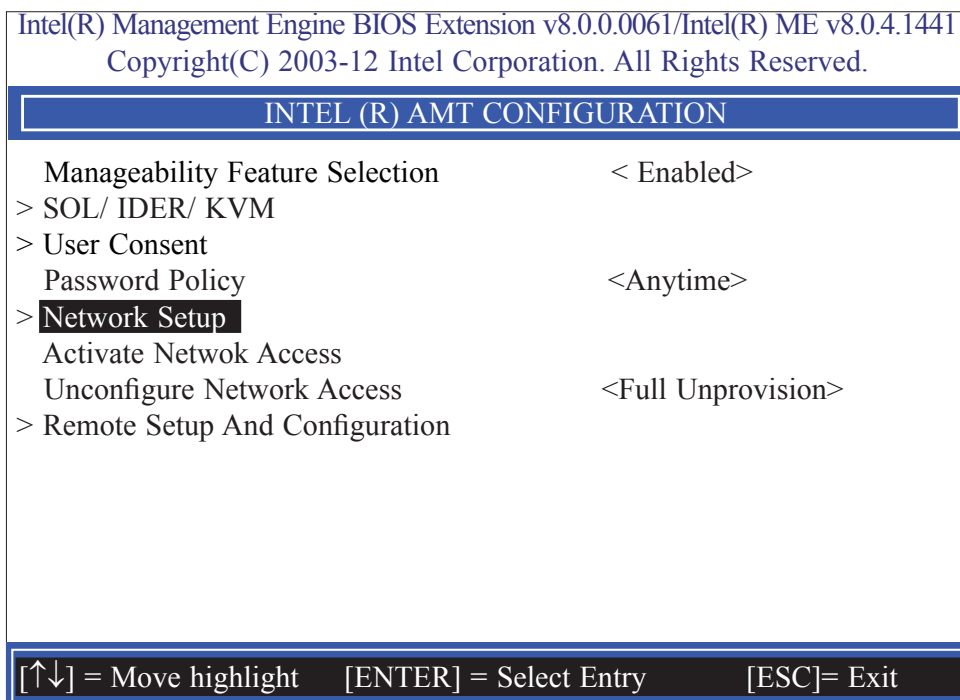 Intel(R) Management Engine BIOS Extension v8.0.0.0061/Intel(R) ME v8.0.4.1441
Copyright(C) 2003-12 Intel Corporation. All Rights Reserved.
INTEL (R) AMT CONFIGURATION
Manageability Feature Selection < Enabled>
> SOL/ IDER/ KVM
> User Consent
Password Policy <Anytime>
> Network Setup
Activate Netwok Access
Unconfigure Network Access <Full Unprovision>
> Remote Setup And Configuration
[↑↓] = Move highlight [ENTER] = Select Entry [ESC]= Exit